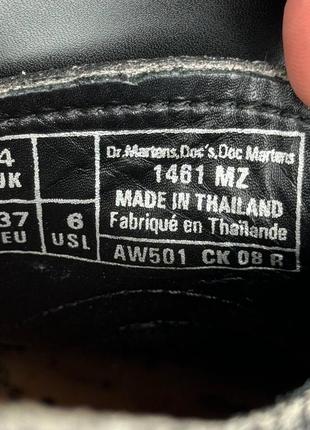 4
UK
37
EU
6
USL
Dr.Martens,Doc's,Doc Martens
1461 MZ
MADE IN THAILAND
Fabriqué en Thaïlande
AW501 CK 08 R